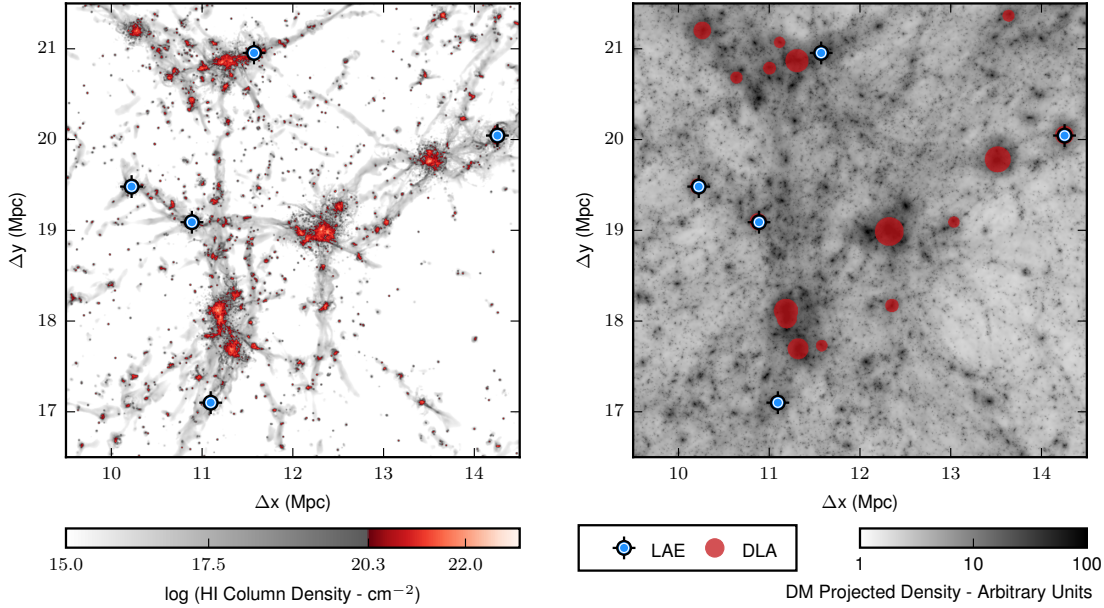 21
20
19
18
17
Δy (Mpc)
10 11 12 13 14
Δx (Mpc)
15.0 17.5 20.3 22.0
log (HI Column Density - cm⁻²)
21
20
19
18
17
Δy (Mpc)
10 11 12 13 14
Δx (Mpc)
LAE DLA
1 10 100
DM Projected Density - Arbitrary Units